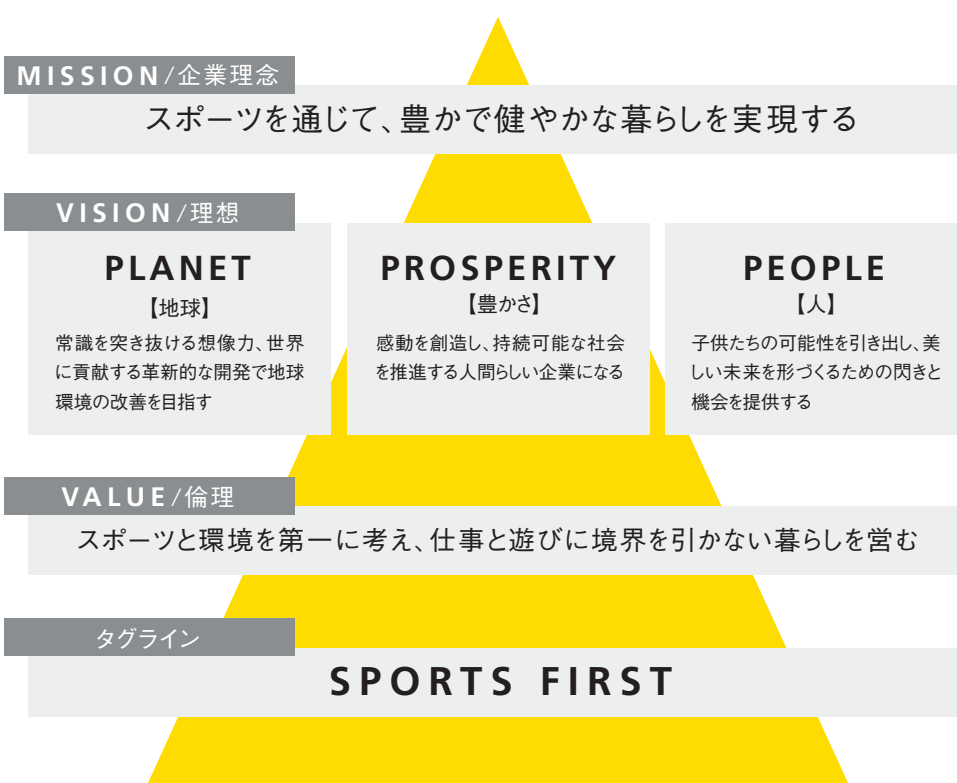 MISSION/企業理念
スポーツを通じて、豊かで健やかな暮らしを実現する
VISION/理想
PLANET
【地球】
常識を突き抜ける想像力、世界
に貢献する革新的な開発で地球
環境の改善を目指す
PROSPERITY
【豊かさ】
感動を創造し、持続可能な社会
を推進する人間らしい企業になる
PEOPLE
【人】
子供たちの可能性を引き出し、美
しい未来を形づくるための閃きと
機会を提供する
VALUE/倫理
スポーツと環境を第一に考え、仕事と遊びに境界を引かない暮らしを営む
タグライン
SPORTS FIRST